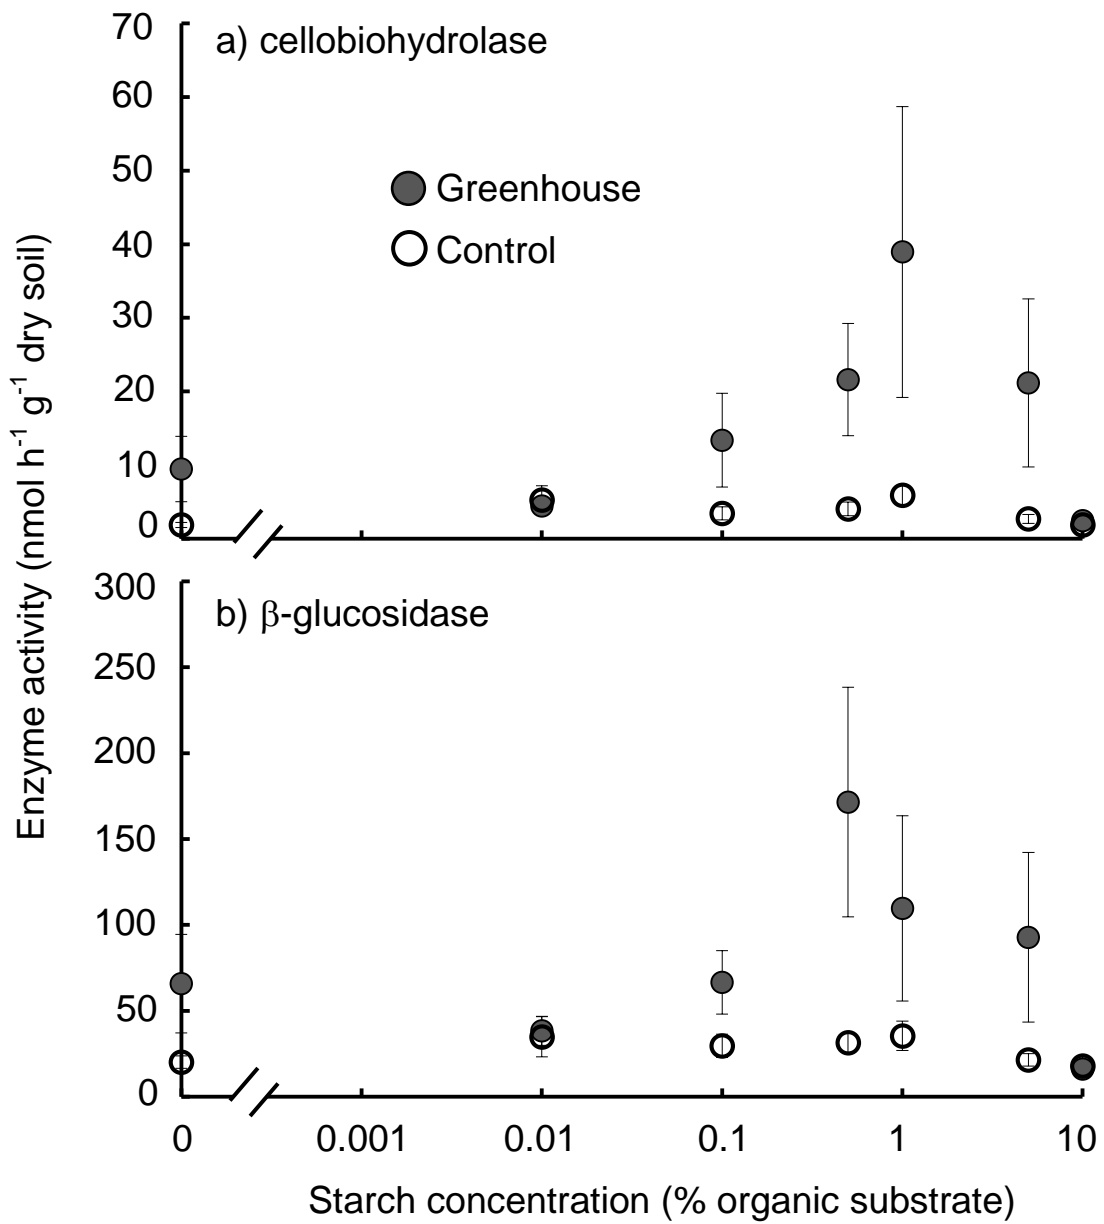 Enzyme activity (nmol h⁻¹ g⁻¹ dry soil)
a) cellobiohydrolase
70
60
50
40
30
20
10
0
Greenhouse
Control
b) β-glucosidase
300
250
200
150
100
50
0
0 0.001 0.01 0.1 1 10
Starch concentration (% organic substrate)